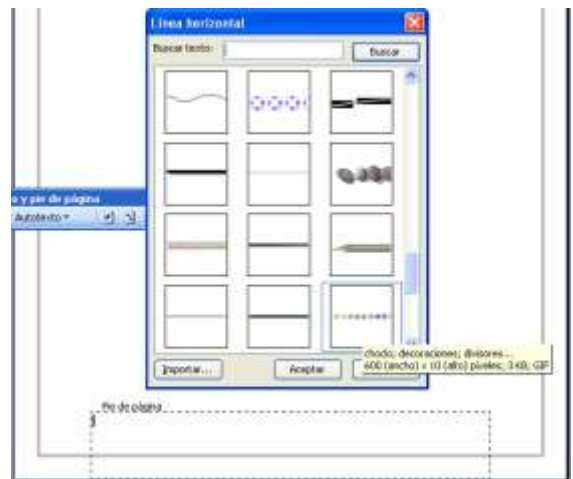 Línea horizontal
Buscar texto:
Buscar
o y pie de página
Autotexto
Importar...
Aceptar
chodo; decoraciones; divisores...
600 (ancho) x 10 (alto) píxeles; 3 KB; GIF
Pie de página